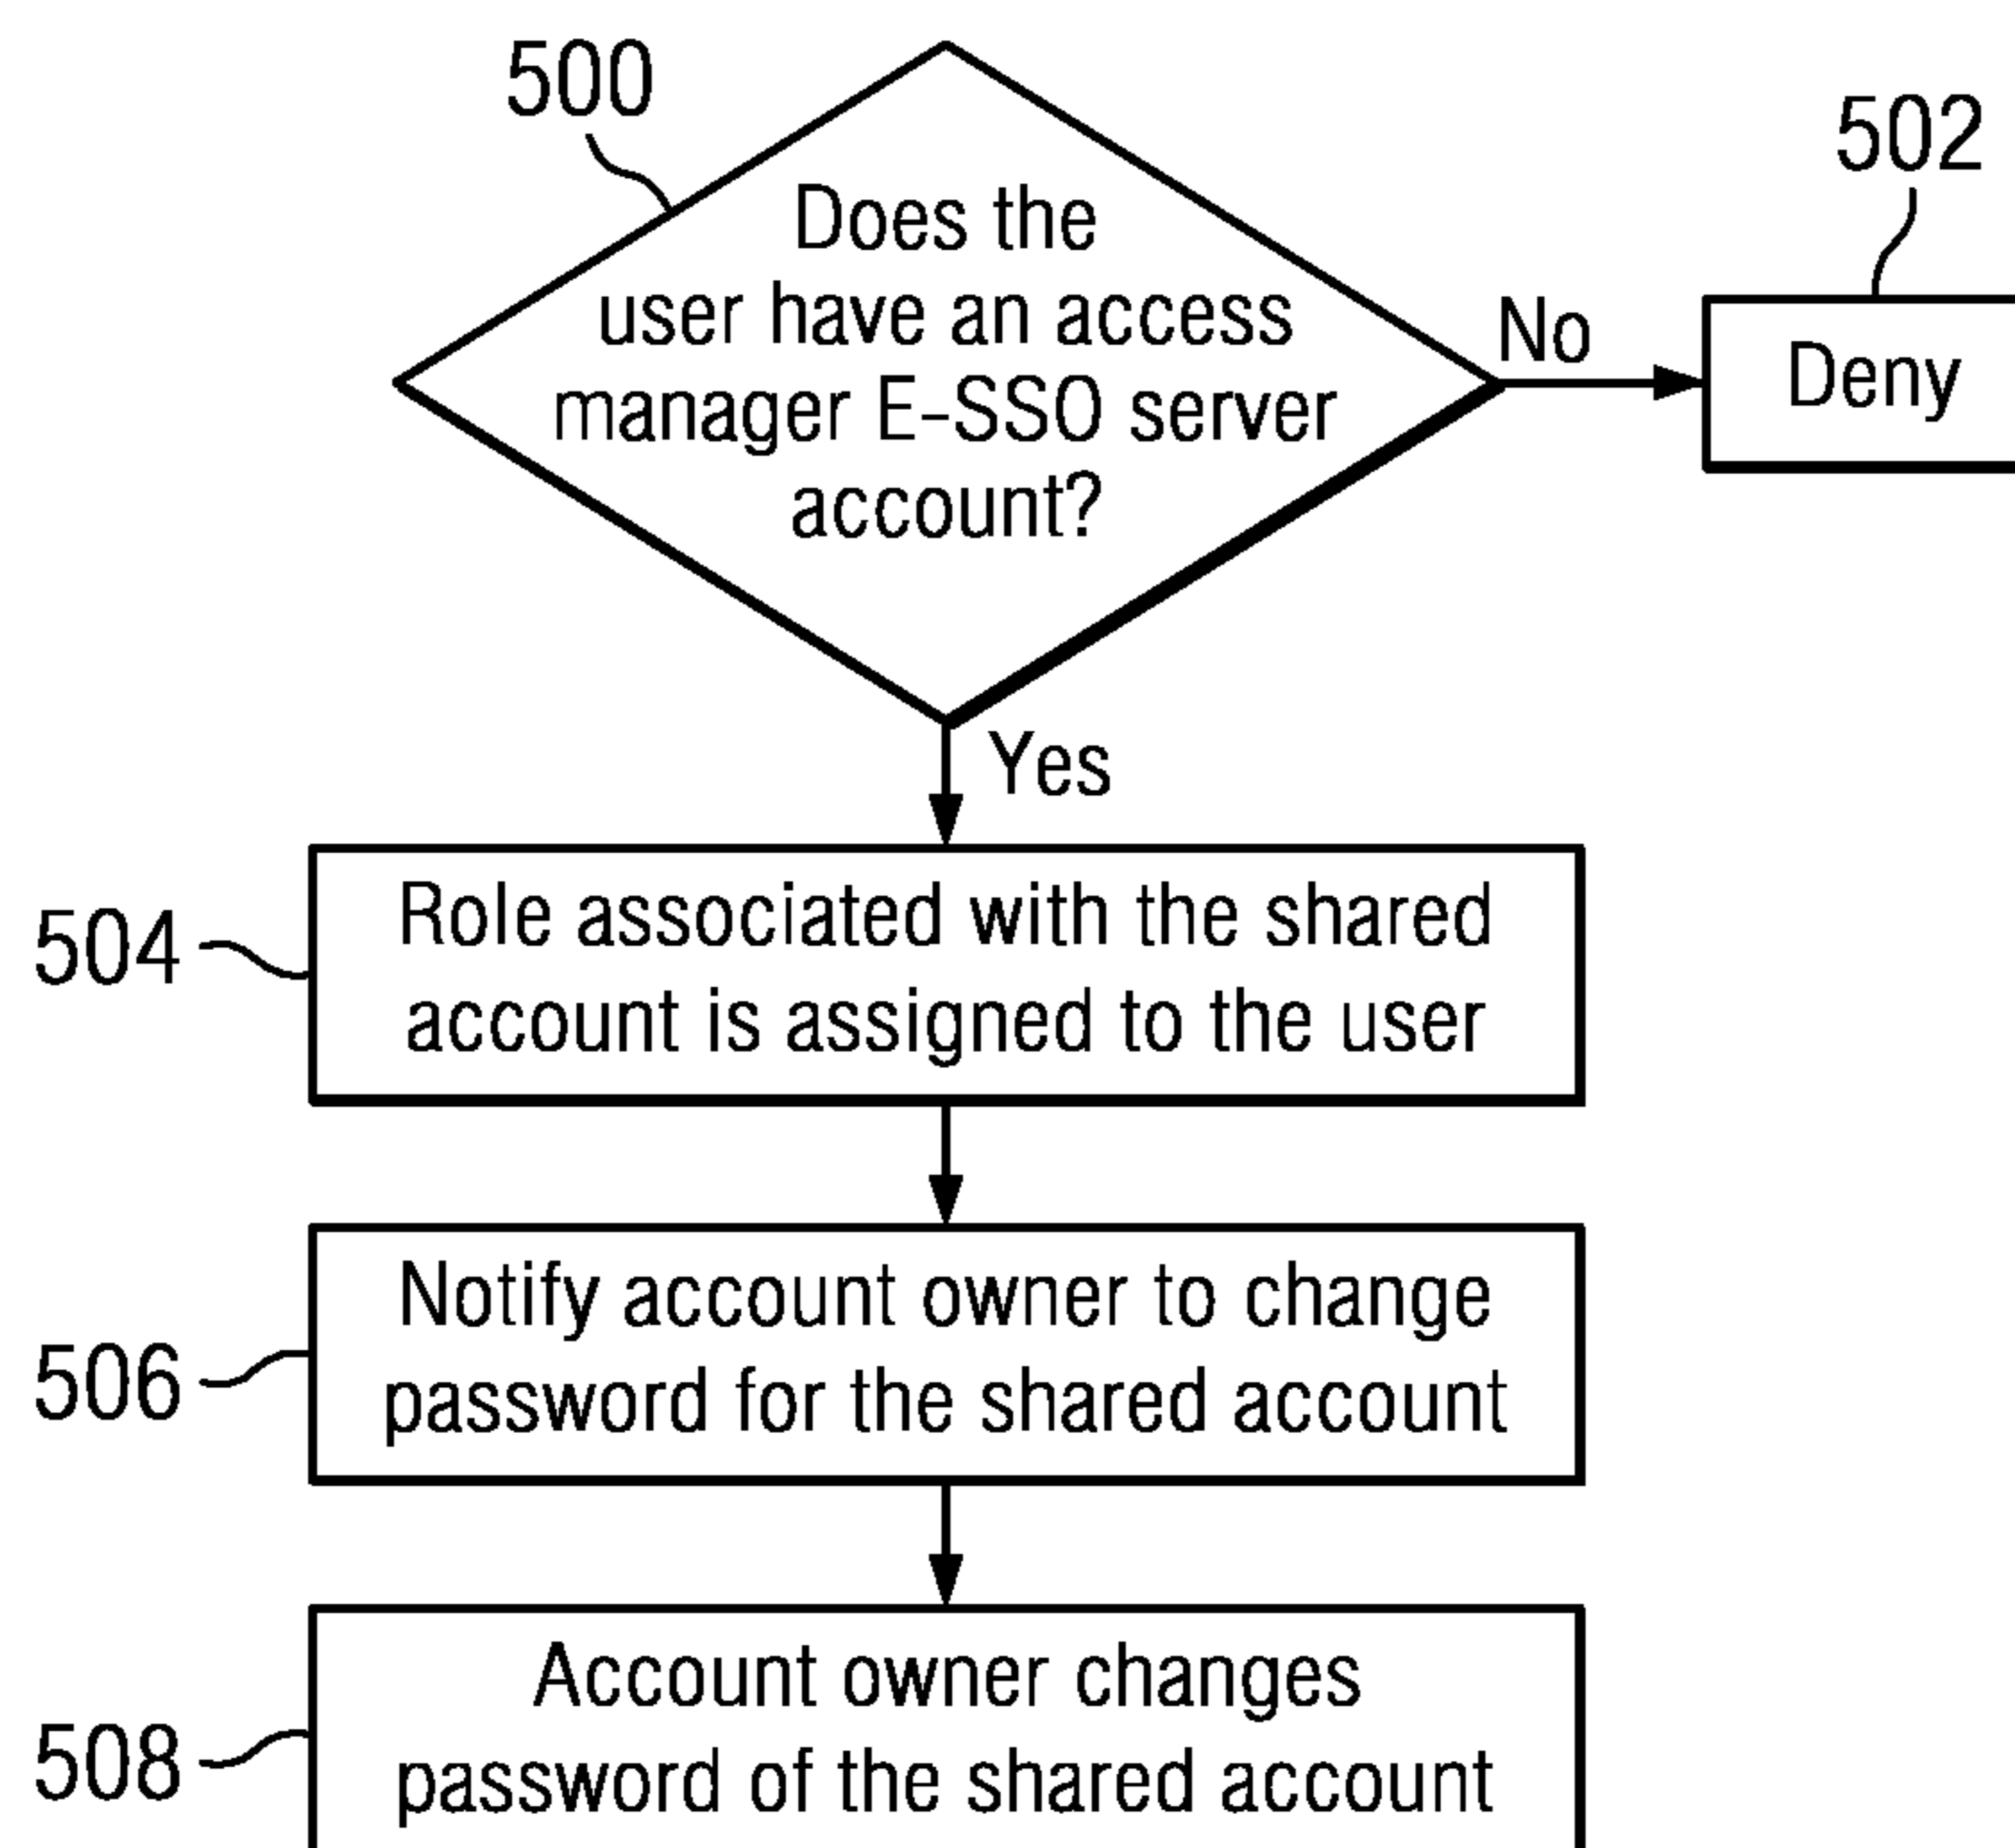 500
Does the
user have an access
manager E-SSO server
account?
No
502
Deny
Yes
504
Role associated with the shared
account is assigned to the user
506
Notify account owner to change
password for the shared account
508
Account owner changes
password of the shared account